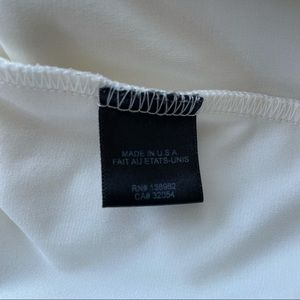 MADE IN U S A
FAIT AU ETATS-UNIS
RN# 138982
CA# 32054